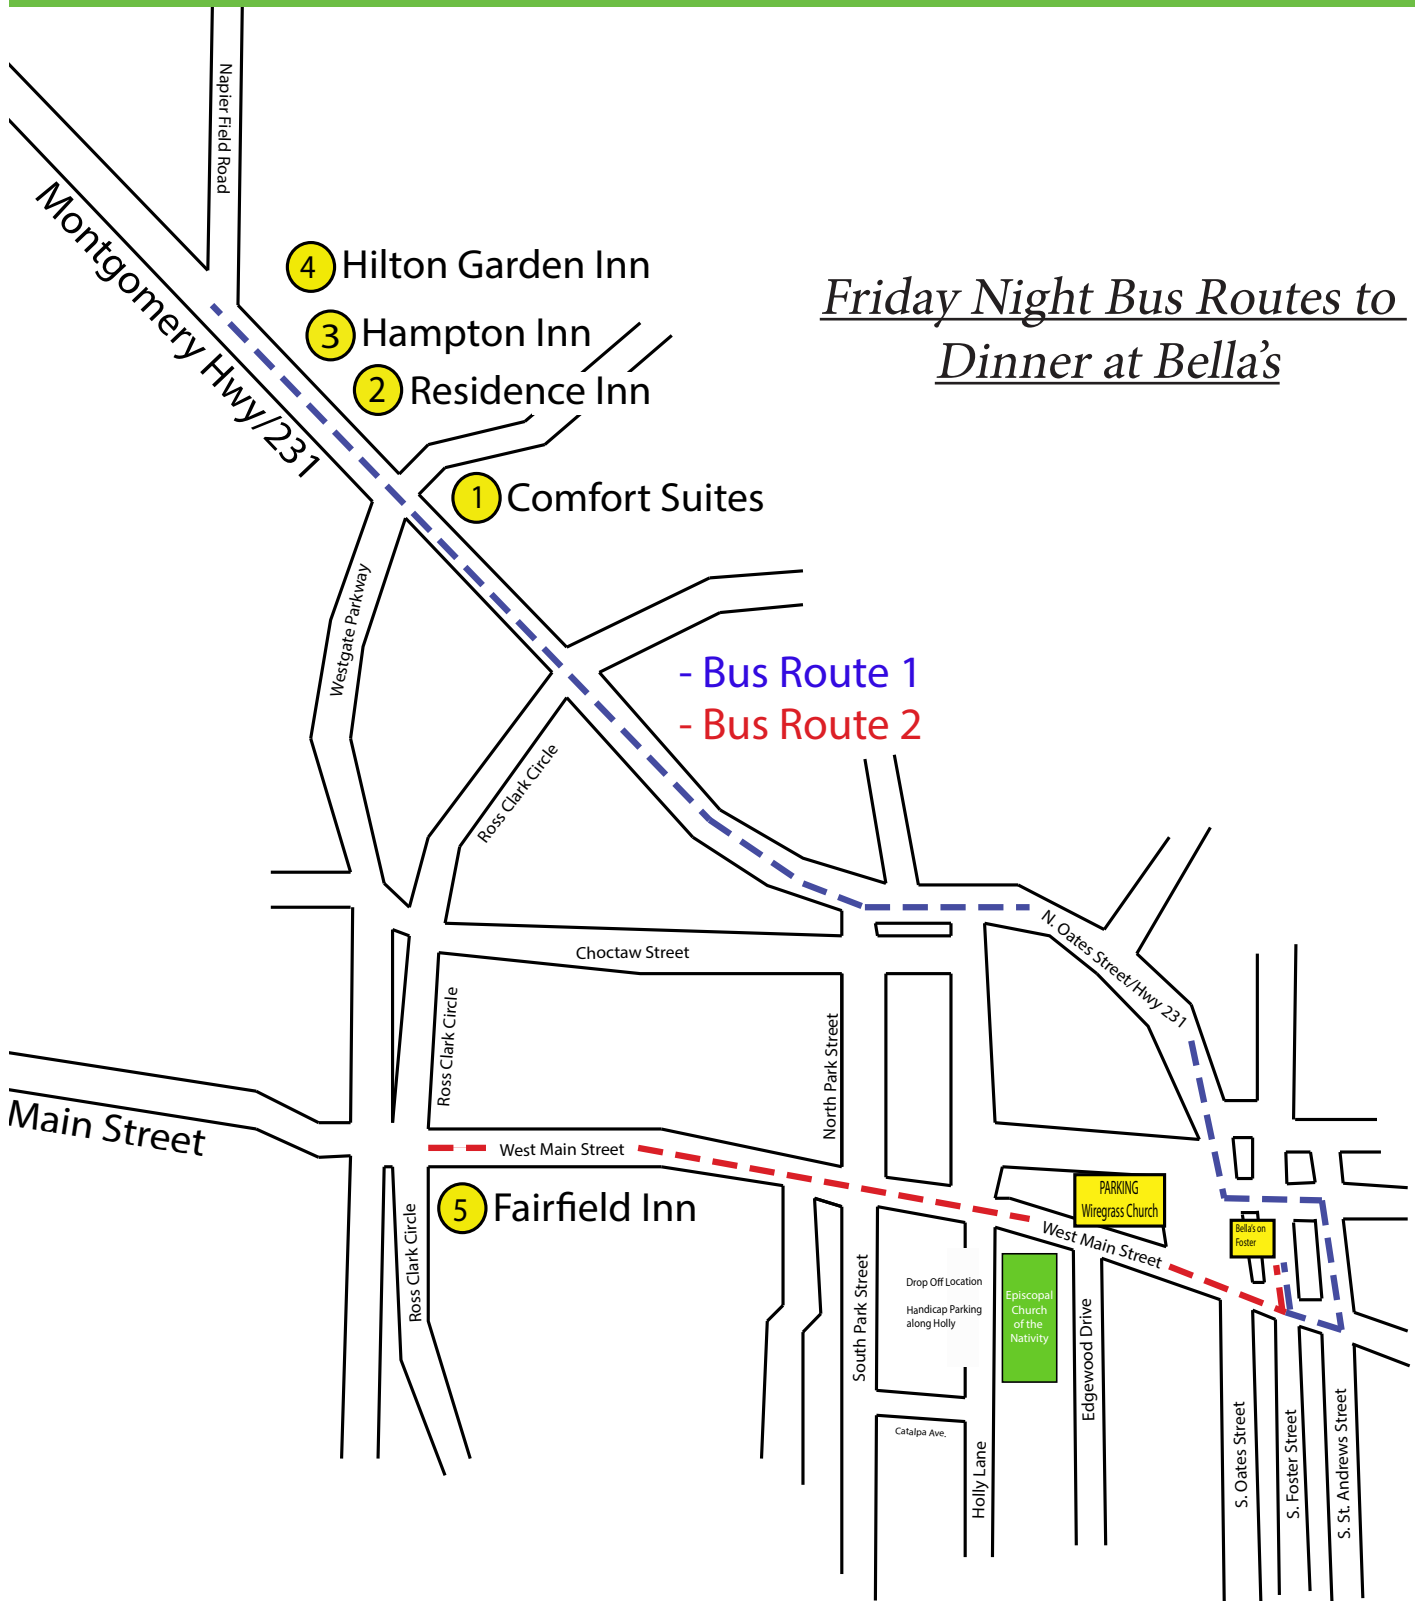 Napier Field Road
Montgomery Hwy/231
4 Hilton Garden Inn
3 Hampton Inn
2 Residence Inn
Friday Night Bus Routes to
Dinner at Bella's
1 Comfort Suites
Westgate Parkway
- Bus Route 1
- Bus Route 2
Ross Clark Circle
N. Oates Street/Hwy 231
Choctaw Street
Ross Clark Circle
North Park Street
Main Street
West Main Street
5 Fairfield Inn
Ross Clark Circle
PARKING
Wiregrass Church
West Main Street
Bella's on
Foster
Drop Off Location
Handicap Parking
along Holly
Episcopal
Church
of the
Nativity
South Park Street
Edgewood Drive
Catalpa Ave.
Holly Lane
S. Oates Street
S. Foster Street
S. St. Andrews Street